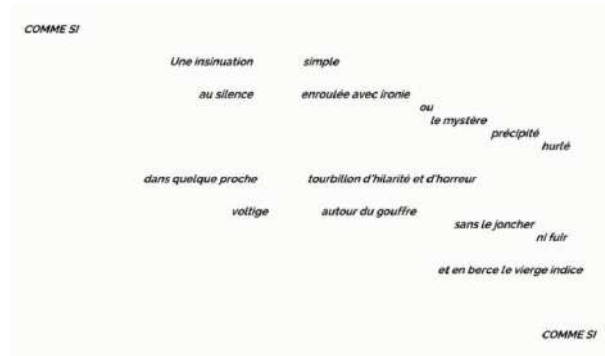 COMME SI
Une insinuation simple
au silence enroulée avec ironie
ou
le mystère
précipité
hurlé
dans quelque proche tourbillon d'hilarité et d'horreur
voltige autour du gouffre
sans le joncher
ni fuir
et en berce le vierge indice
COMME SI